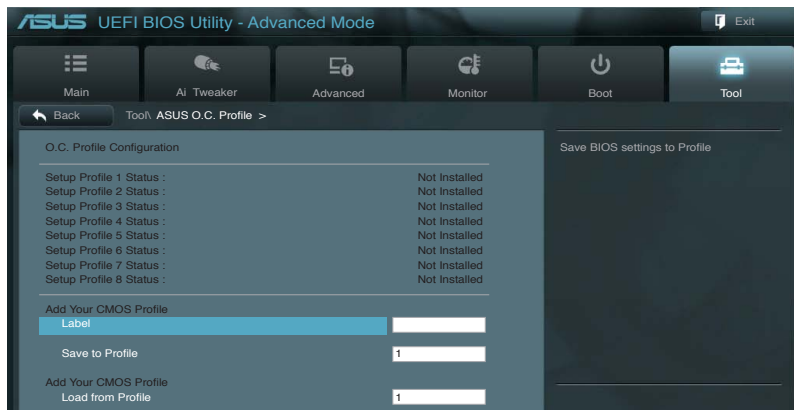 ASUS UEFI BIOS Utility - Advanced Mode
Exit
Main
Ai Tweaker
Advanced
Monitor
Boot
Tool
Back
Tool\ ASUS O.C. Profile >
O.C. Profile Configuration
Save BIOS settings to Profile
Setup Profile 1 Status : Not Installed
Setup Profile 2 Status : Not Installed
Setup Profile 3 Status : Not Installed
Setup Profile 4 Status : Not Installed
Setup Profile 5 Status : Not Installed
Setup Profile 6 Status : Not Installed
Setup Profile 7 Status : Not Installed
Setup Profile 8 Status : Not Installed
Add Your CMOS Profile
Label
Save to Profile 1
Add Your CMOS Profile
Load from Profile 1